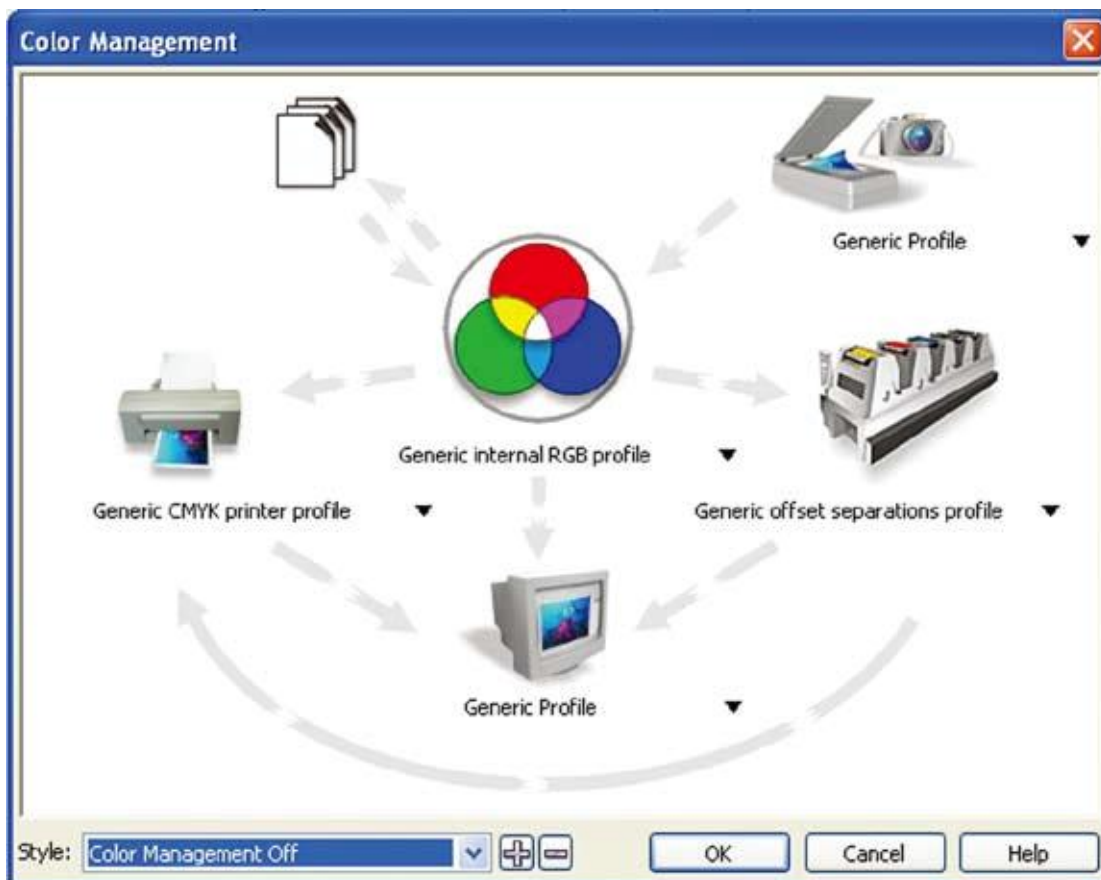 Color Management
Generic Profile
Generic internal RGB profile
Generic CMYK printer profile
Generic offset separations profile
Generic Profile
Style: Color Management Off
OK
Cancel
Help